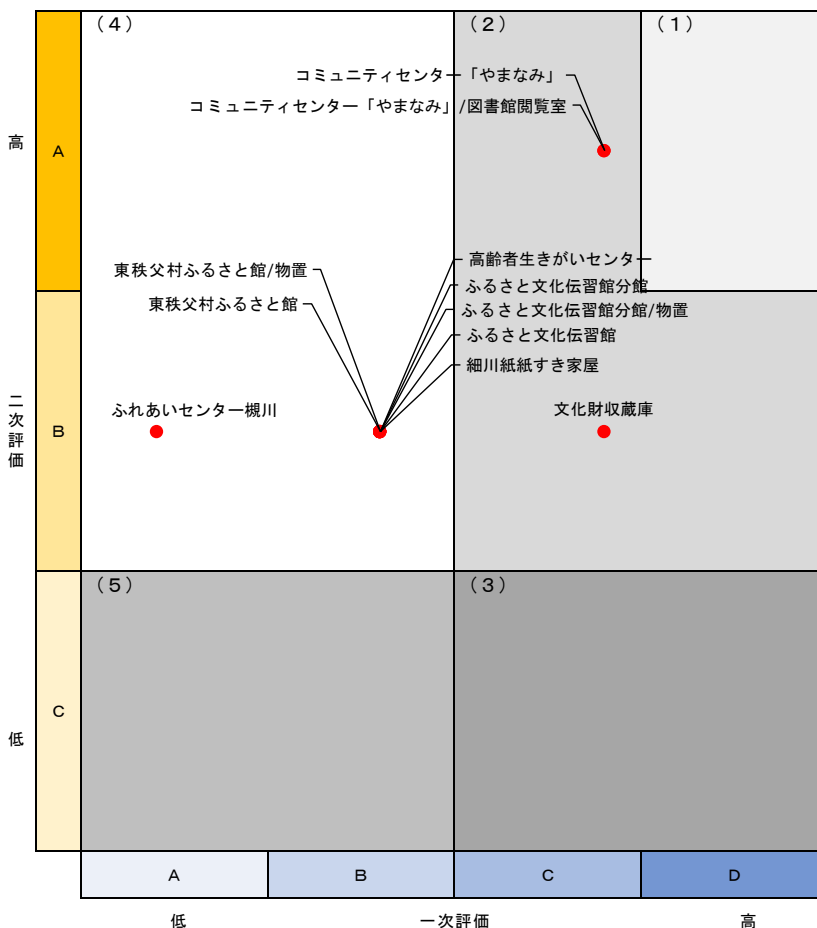 （４）
（２）
（１）
コミュニティセンター「やまなみ」
コミュニティセンター「やまなみ」/図書館閲覧室
高
A
東秩父村ふるさと館/物置
東秩父村ふるさと館
高齢者生きがいセンター
ふるさと文化伝習館分館
ふるさと文化伝習館分館/物置
ふるさと文化伝習館
細川紙紙すき家屋
二次評価
B
ふれあいセンター槻川
文化財収蔵庫
（５）
（３）
C
低
A
B
C
D
低
一次評価
高